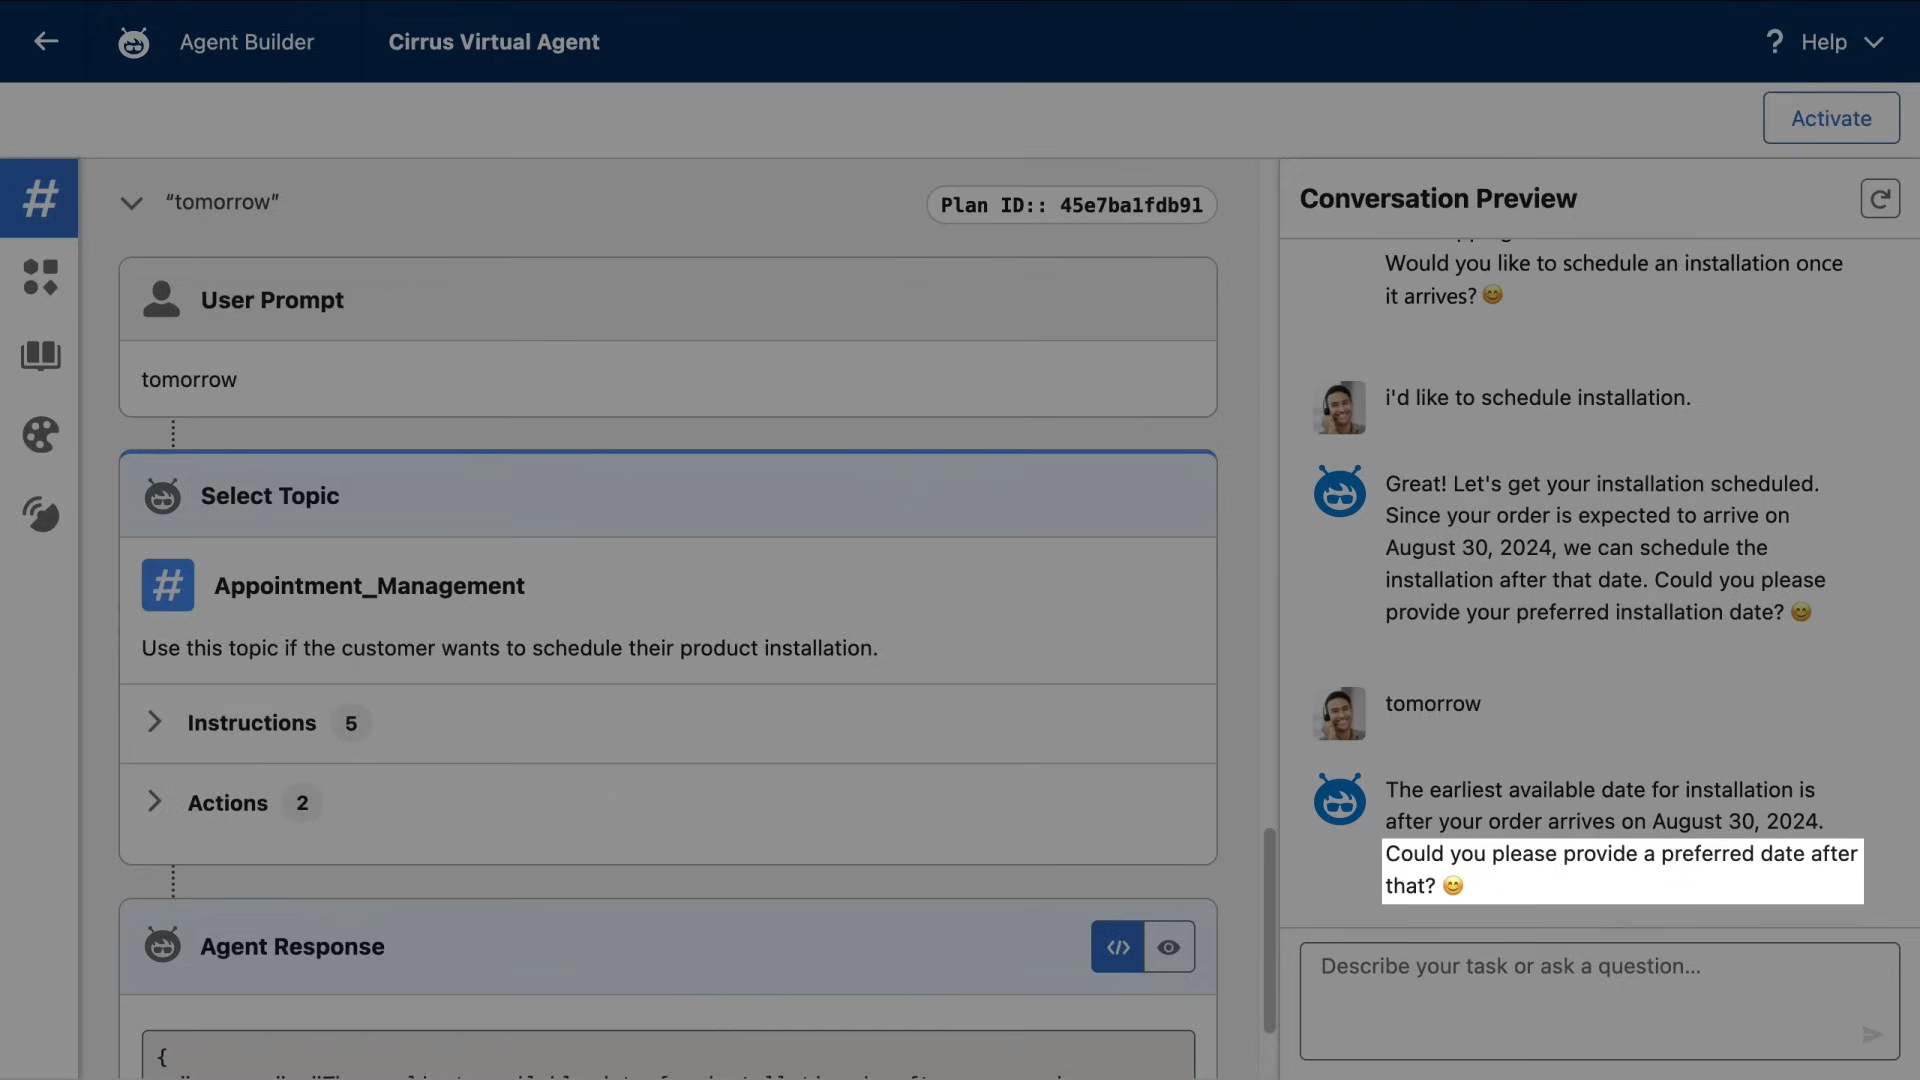 Agent Builder
Cirrus Virtual Agent
? Help
Activate
“tomorrow”
Plan ID:: 45e7ba1fdb91
User Prompt
tomorrow
Select Topic
# Appointment_Management
Use this topic if the customer wants to schedule their product installation.
Instructions 5
Actions 2
Agent Response
</>
{
Conversation Preview
Would you like to schedule an installation once
it arrives? 😊
i'd like to schedule installation.
Great! Let's get your installation scheduled.
Since your order is expected to arrive on
August 30, 2024, we can schedule the
installation after that date. Could you please
provide your preferred installation date? 😊
tomorrow
The earliest available date for installation is
after your order arrives on August 30, 2024.
Could you please provide a preferred date after
that? 😊
Describe your task or ask a question...